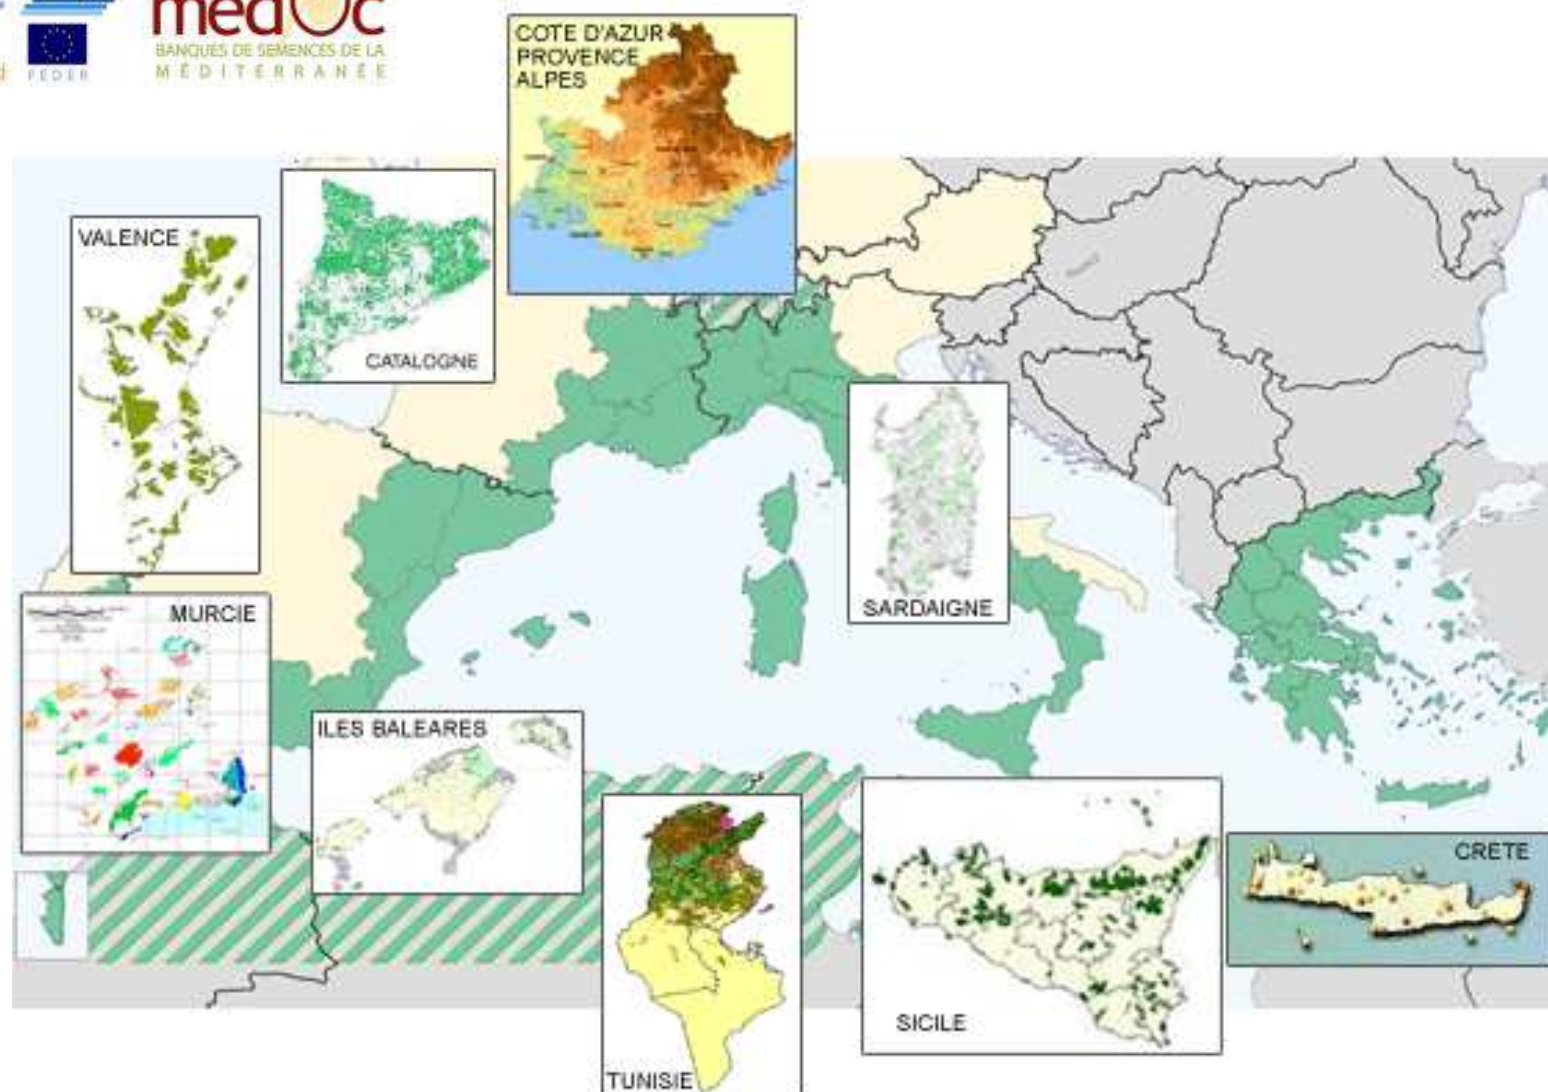 medOc
BANQUES DE SEMENCES DE LA
MÉDITERRANÉE
FEDER
COTE D'AZUR
PROVENCE
ALPES
VALENCE
CATALOGNE
MURCIE
SARDAIGNE
ILES BALEARES
TUNISIE
SICILE
CRETE